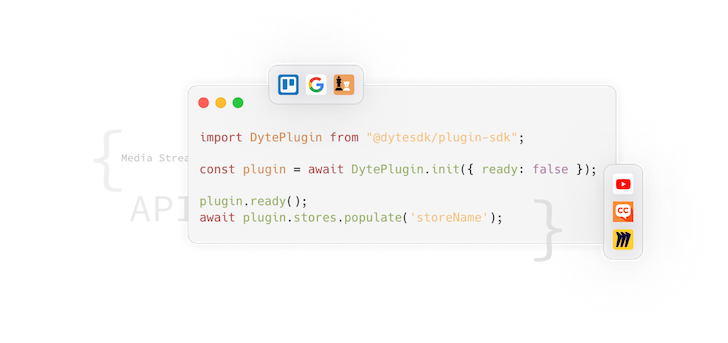 import DytePlugin from "@dytesdk/plugin-sdk";
Media Strea
const plugin = await DytePlugin.init({ ready: false });
API
plugin.ready();
await plugin.stores.populate('storeName');
{
}
G
CC